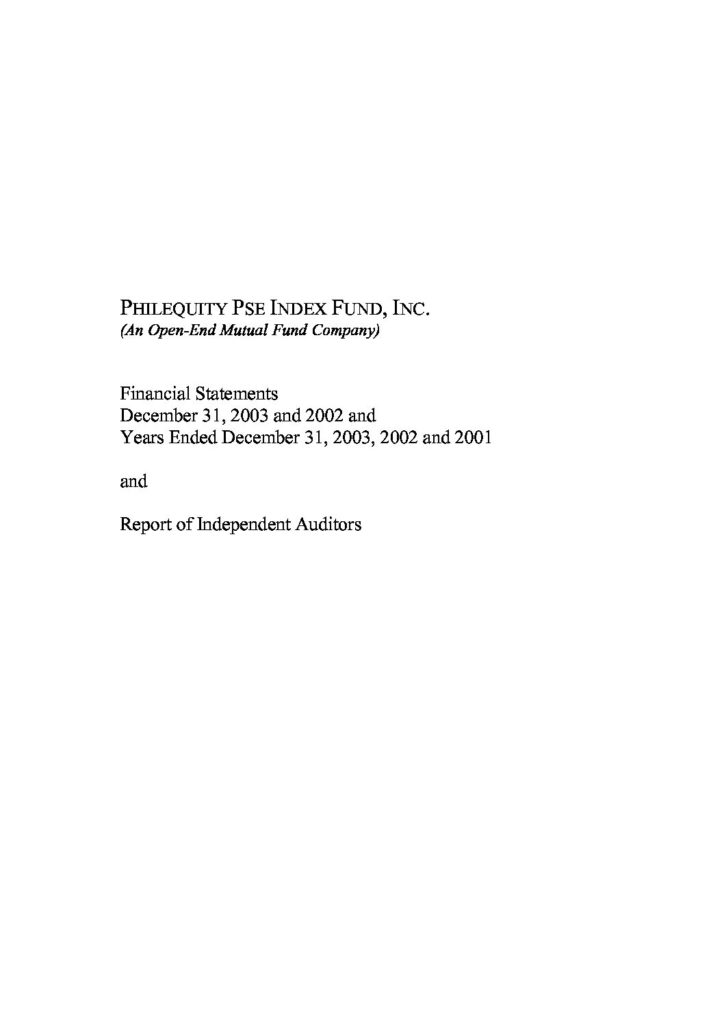 PHILEQUITY PSE INDEX FUND, INC.
(An Open-End Mutual Fund Company)
Financial Statements
December 31, 2003 and 2002 and
Years Ended December 31, 2003, 2002 and 2001
and
Report of Independent Auditors